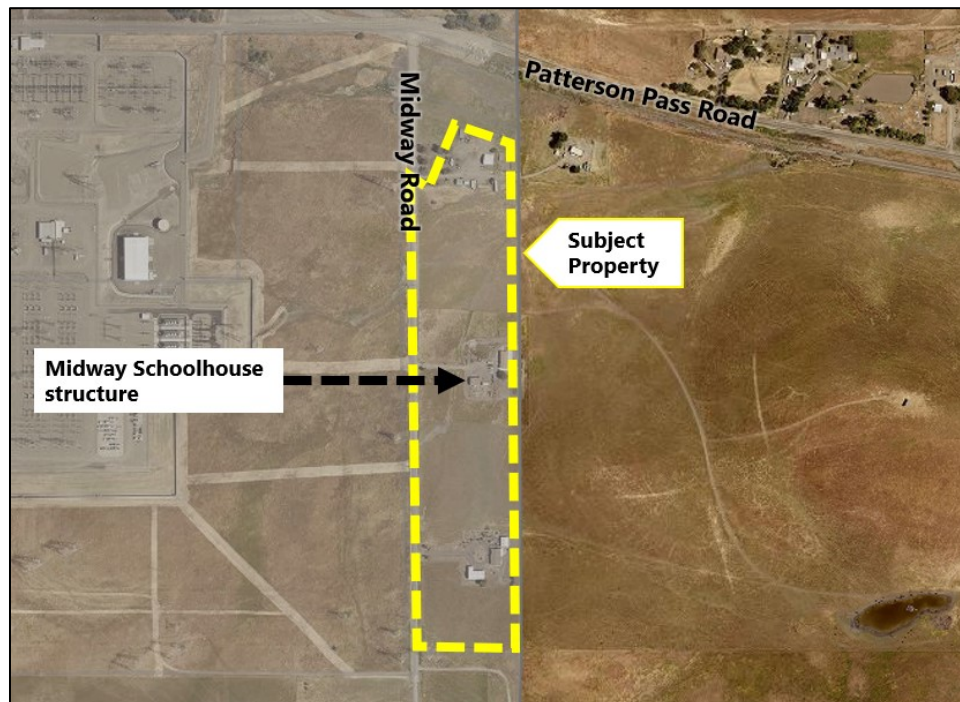 Patterson Pass Road
Midway Road
Subject
Property
Midway Schoolhouse
structure